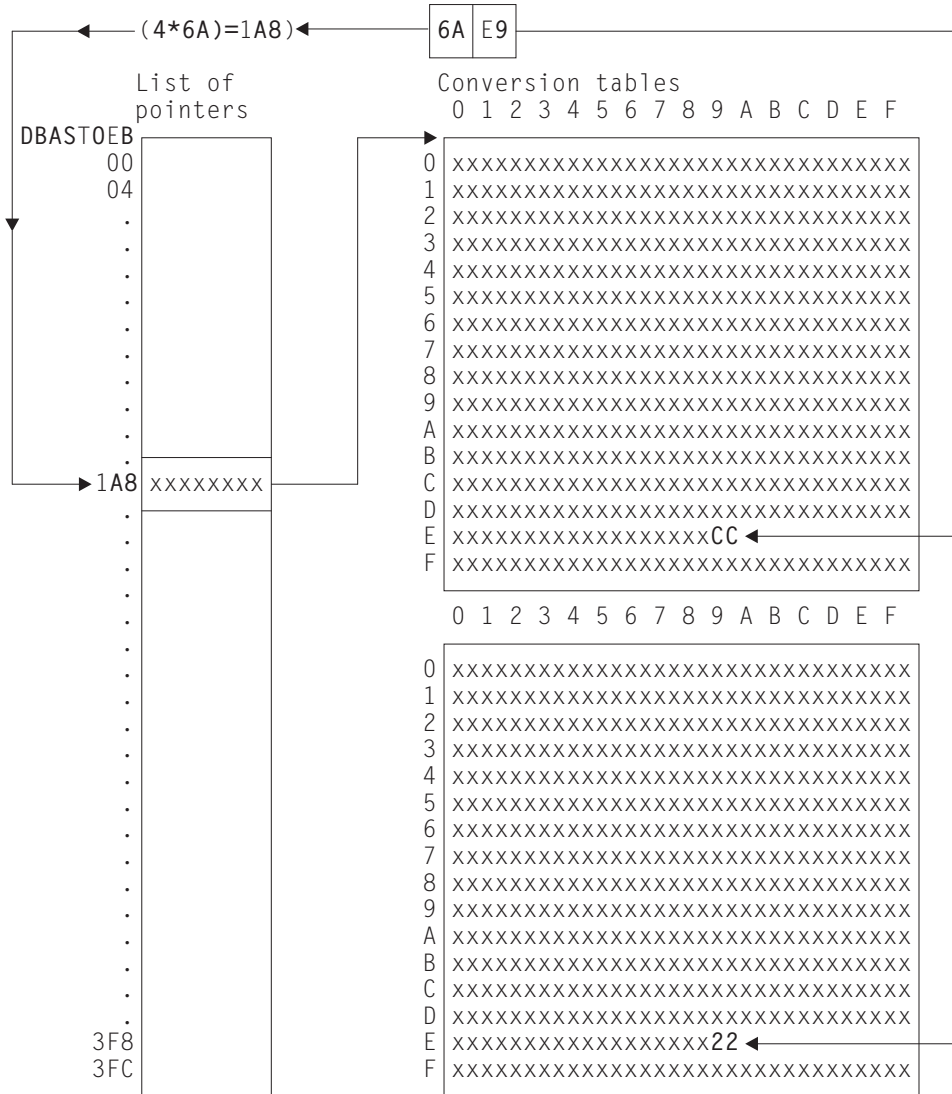 (4*6A)=1A8) 6A E9
List of Conversion tables
pointers 0 1 2 3 4 5 6 7 8 9 A B C D E F
DBASTOEB
00 0 xxxxxxxxxxxxxxxxxxxxxxxxxxxxxxxx
04 1 xxxxxxxxxxxxxxxxxxxxxxxxxxxxxxxx
. 2 xxxxxxxxxxxxxxxxxxxxxxxxxxxxxxxx
. 3 xxxxxxxxxxxxxxxxxxxxxxxxxxxxxxxx
. 4 xxxxxxxxxxxxxxxxxxxxxxxxxxxxxxxx
. 5 xxxxxxxxxxxxxxxxxxxxxxxxxxxxxxxx
. 6 xxxxxxxxxxxxxxxxxxxxxxxxxxxxxxxx
. 7 xxxxxxxxxxxxxxxxxxxxxxxxxxxxxxxx
. 8 xxxxxxxxxxxxxxxxxxxxxxxxxxxxxxxx
. 9 xxxxxxxxxxxxxxxxxxxxxxxxxxxxxxxx
. A xxxxxxxxxxxxxxxxxxxxxxxxxxxxxxxx
. B xxxxxxxxxxxxxxxxxxxxxxxxxxxxxxxx
1A8 xxxxxxxx C xxxxxxxxxxxxxxxxxxxxxxxxxxxxxxxx
. D xxxxxxxxxxxxxxxxxxxxxxxxxxxxxxxx
. E xxxxxxxxxxxxxxxxxxCC
. F xxxxxxxxxxxxxxxxxxxxxxxxxxxxxxxx
.
. 0 1 2 3 4 5 6 7 8 9 A B C D E F
.
. 0 xxxxxxxxxxxxxxxxxxxxxxxxxxxxxxxx
. 1 xxxxxxxxxxxxxxxxxxxxxxxxxxxxxxxx
. 2 xxxxxxxxxxxxxxxxxxxxxxxxxxxxxxxx
. 3 xxxxxxxxxxxxxxxxxxxxxxxxxxxxxxxx
. 4 xxxxxxxxxxxxxxxxxxxxxxxxxxxxxxxx
. 5 xxxxxxxxxxxxxxxxxxxxxxxxxxxxxxxx
. 6 xxxxxxxxxxxxxxxxxxxxxxxxxxxxxxxx
. 7 xxxxxxxxxxxxxxxxxxxxxxxxxxxxxxxx
. 8 xxxxxxxxxxxxxxxxxxxxxxxxxxxxxxxx
. 9 xxxxxxxxxxxxxxxxxxxxxxxxxxxxxxxx
. A xxxxxxxxxxxxxxxxxxxxxxxxxxxxxxxx
. B xxxxxxxxxxxxxxxxxxxxxxxxxxxxxxxx
. C xxxxxxxxxxxxxxxxxxxxxxxxxxxxxxxx
. D xxxxxxxxxxxxxxxxxxxxxxxxxxxxxxxx
3F8 E xxxxxxxxxxxxxxxxxx22
3FC F xxxxxxxxxxxxxxxxxxxxxxxxxxxxxxxx